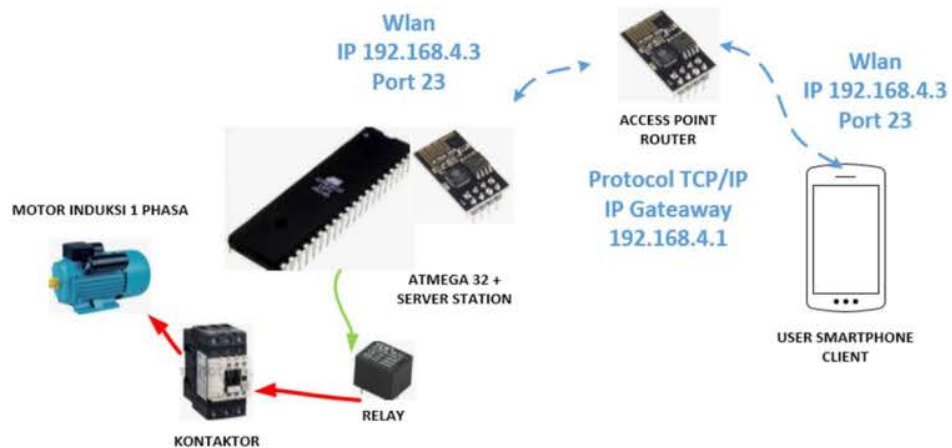 Wlan
IP 192.168.4.3
Port 23
ACCESS POINT
ROUTER
Wlan
IP 192.168.4.3
Port 23
Protocol TCP/IP
IP Gateaway
192.168.4.1
MOTOR INDUKSI 1 PHASA
ATMEGA 32 +
SERVER STATION
USER SMARTPHONE
CLIENT
RELAY
KONTAKTOR